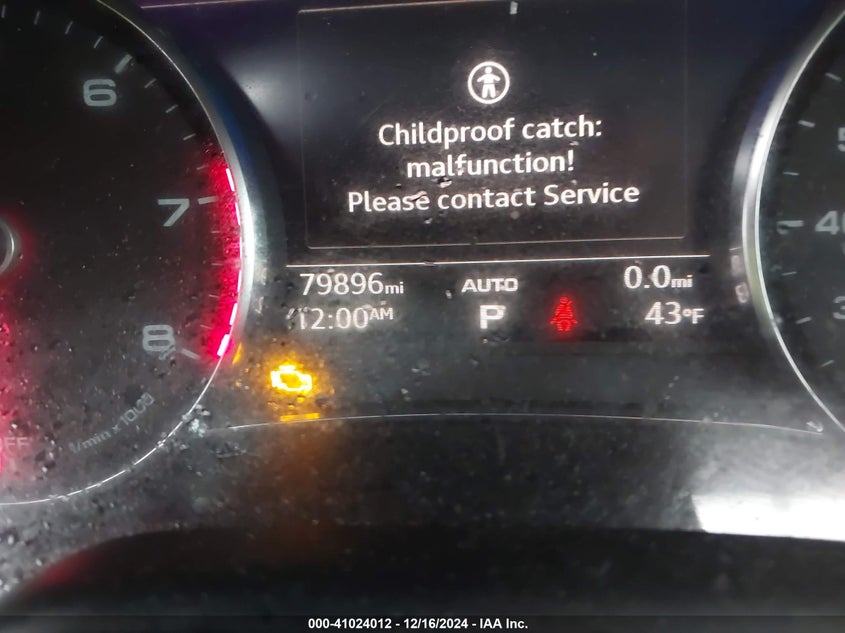 6
Childproof catch:
malfunction!
Please contact Service
7
79896mi AUTO 0.0mi
12:00AM P 43°F
8
1/min x 1000
000-41024012 - 12/16/2024 - IAA Inc.